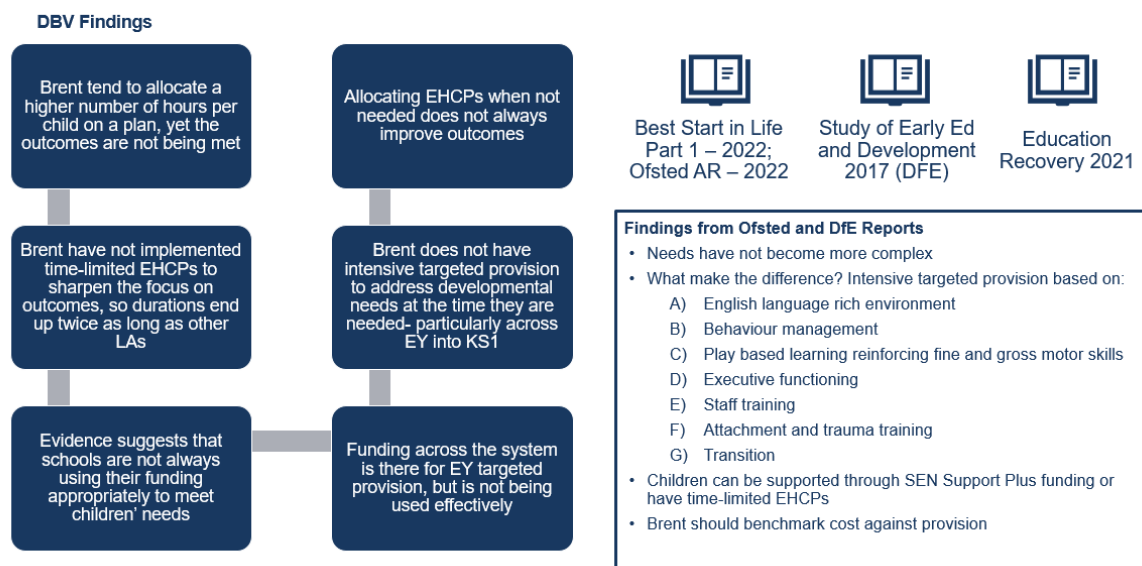 DBV Findings
Brent tend to allocate a
higher number of hours per
child on a plan, yet the
outcomes are not being met
Brent have not implemented
time-limited EHCPs to
sharpen the focus on
outcomes, so durations end
up twice as long as other
LAs
Evidence suggests that
schools are not always
using their funding
appropriately to meet
children' needs
Funding across the system
is there for EY targeted
provision, but is not being
used effectively
Brent does not have
intensive targeted provision
to address developmental
needs at the time they are
needed- particularly across
EY into KS1
Allocating EHCPs when not
needed does not always
improve outcomes
Best Start in Life
Part 1 – 2022;
Ofsted AR – 2022
Study of Early Ed
and Development
2017 (DFE)
Education
Recovery 2021
Findings from Ofsted and DfE Reports
• Needs have not become more complex
• What make the difference? Intensive targeted provision based on:
A) English language rich environment
B) Behaviour management
C) Play based learning reinforcing fine and gross motor skills
D) Executive functioning
E) Staff training
F) Attachment and trauma training
G) Transition
• Children can be supported through SEN Support Plus funding or
have time-limited EHCPs
• Brent should benchmark cost against provision